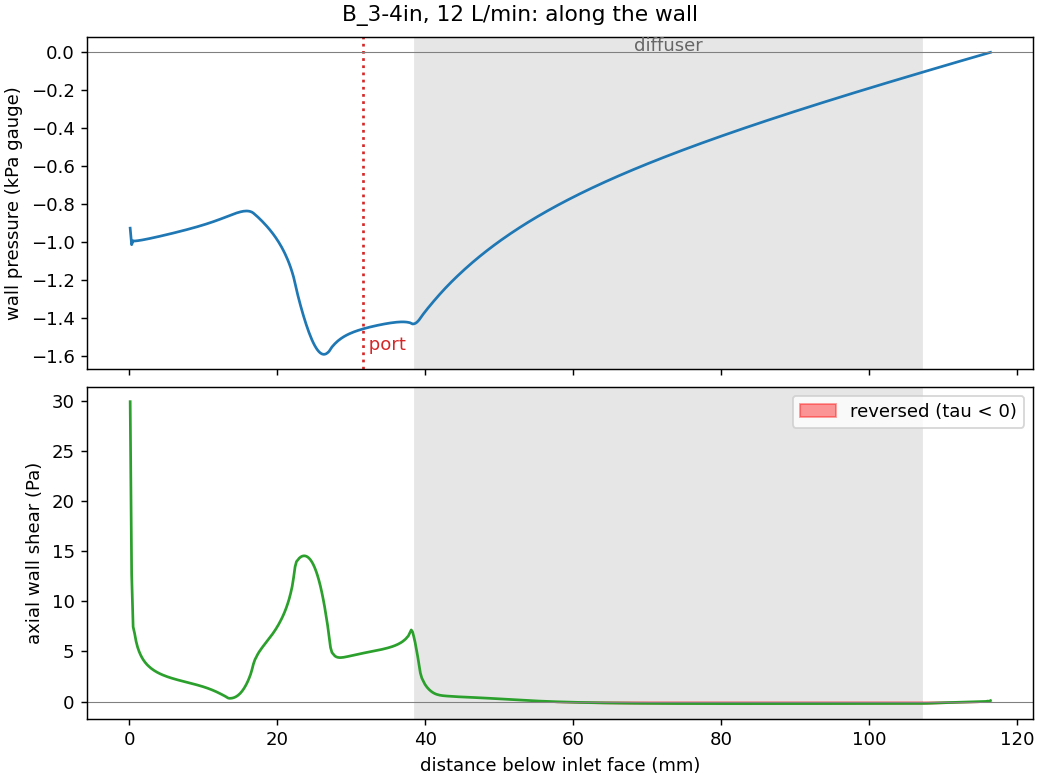 B_3-4in, 12 L/min: along the wall
diffuser
wall pressure (kPa gauge)
0.0
−0.2
−0.4
−0.6
−0.8
−1.0
−1.2
−1.4
−1.6
port
reversed (tau < 0)
axial wall shear (Pa)
30
25
20
15
10
5
0
0 20 40 60 80 100 120
distance below inlet face (mm)